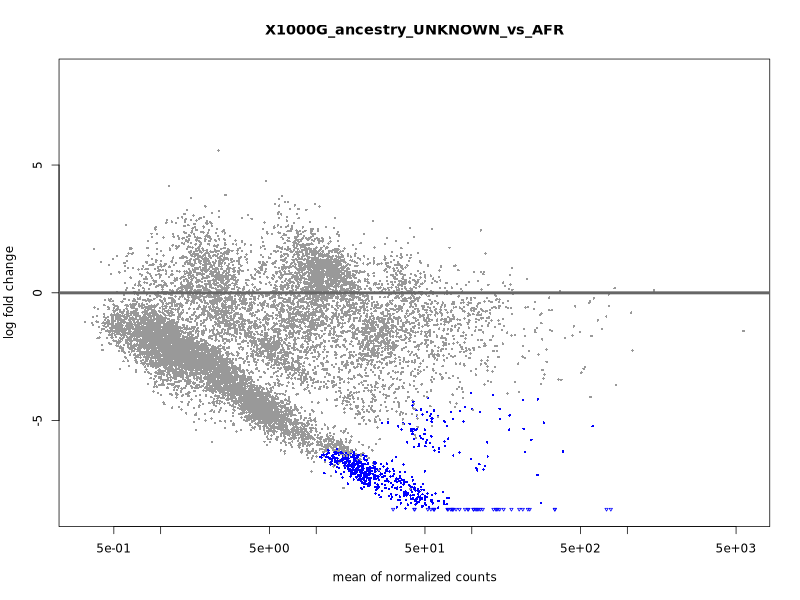 X1000G_ancestry_UNKNOWN_vs_AFR
log fold change
5
0
-5
5e-01
5e+00
5e+01
5e+02
5e+03
mean of normalized counts